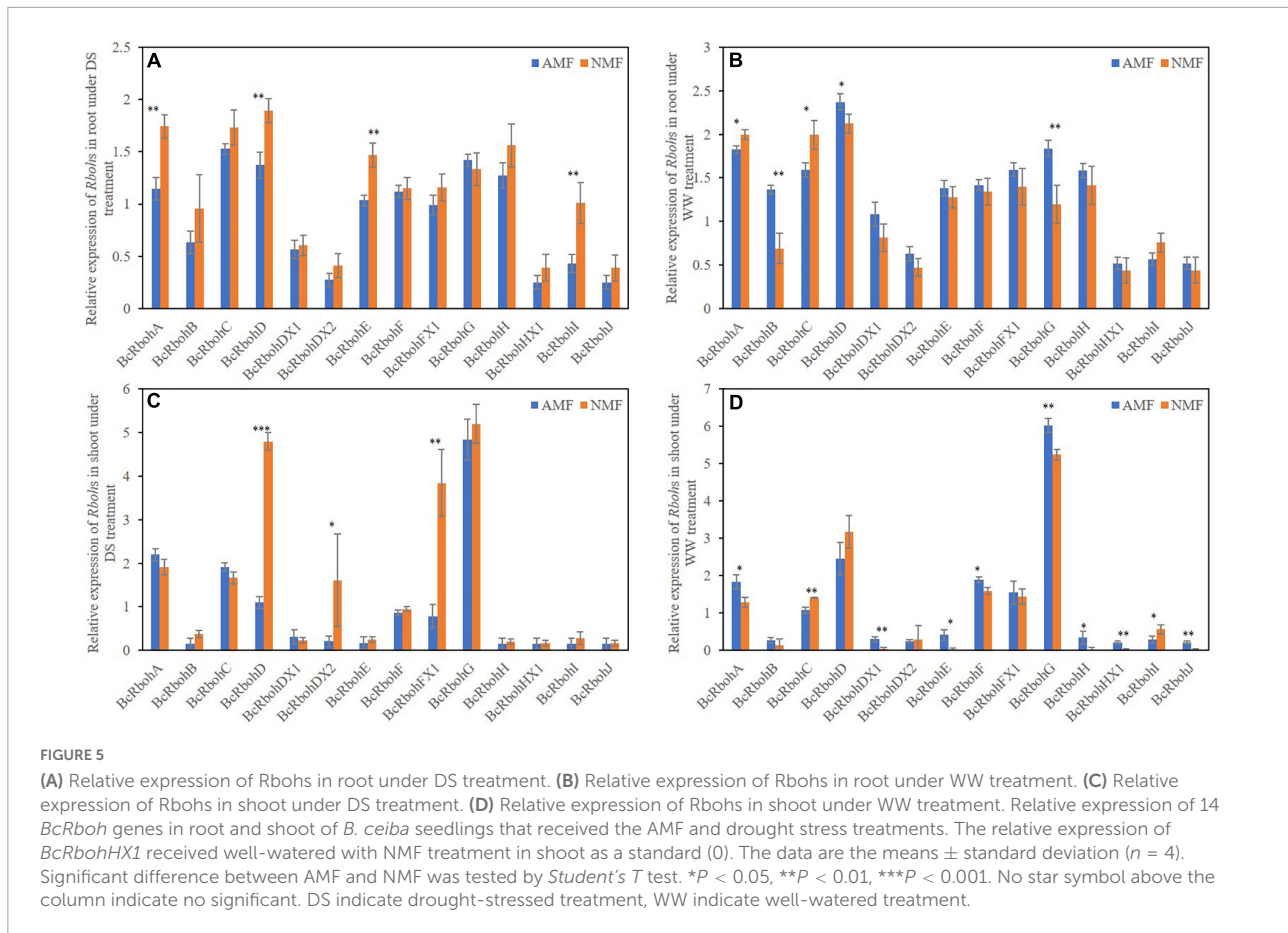 A
AMF NMF
Relative expression of Rbohs in root under DS
treatment
2.5
2
1.5
1
0.5
0
** ** ** **
BcRbohA BcRbohB BcRbohC BcRbohD BcRbohDX1 BcRbohDX2 BcRbohE BcRbohF BcRbohFX1 BcRbohG BcRbohH BcRbohHX1 BcRbohI BcRbohJ
B
AMF NMF
Relative expression of Rbohs in root under
WW treatment
3
2.5
2
1.5
1
0.5
0
* ** * * **
BcRbohA BcRbohB BcRbohC BcRbohD BcRbohDX1 BcRbohDX2 BcRbohE BcRbohF BcRbohFX1 BcRbohG BcRbohH BcRbohHX1 BcRbohI BcRbohJ
C
AMF NMF
Relative expression of Rbohs in shoot under
DS treatment
6
5
4
3
2
1
0
*** * **
BcRbohA BcRbohB BcRbohC BcRbohD BcRbohDX1 BcRbohDX2 BcRbohE BcRbohF BcRbohFX1 BcRbohG BcRbohH BcRbohHX1 BcRbohI BcRbohJ
D
AMF NMF
Relative expression of Rbohs in shoot under
WW treatment
7
6
5
4
3
2
1
0
* ** ** * * ** * ** * **
BcRbohA BcRbohB BcRbohC BcRbohD BcRbohDX1 BcRbohDX2 BcRbohE BcRbohF BcRbohFX1 BcRbohG BcRbohH BcRbohHX1 BcRbohI BcRbohJ
FIGURE 5
(A) Relative expression of Rbohs in root under DS treatment. (B) Relative expression of Rbohs in root under WW treatment. (C) Relative
expression of Rbohs in shoot under DS treatment. (D) Relative expression of Rbohs in shoot under WW treatment. Relative expression of 14
BcRboh genes in root and shoot of B. ceiba seedlings that received the AMF and drought stress treatments. The relative expression of
BcRbohHX1 received well-watered with NMF treatment in shoot as a standard (0). The data are the means ± standard deviation (n = 4).
Significant difference between AMF and NMF was tested by Student's T test. *P < 0.05, **P < 0.01, ***P < 0.001. No star symbol above the
column indicate no significant. DS indicate drought-stressed treatment, WW indicate well-watered treatment.